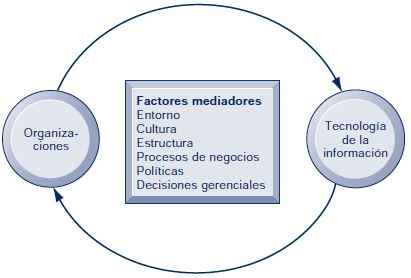 Organiza-
ciones
Factores mediadores
Entorno
Cultura
Estructura
Procesos de negocios
Políticas
Decisiones gerenciales
Tecnología
de la
información